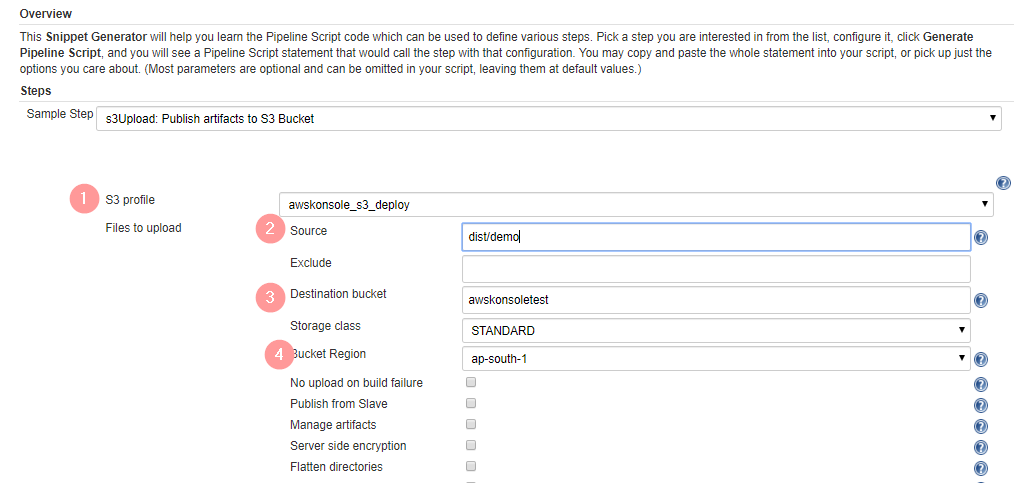 Overview
This Snippet Generator will help you learn the Pipeline Script code which can be used to define various steps. Pick a step you are interested in from the list, configure it, click Generate
Pipeline Script, and you will see a Pipeline Script statement that would call the step with that configuration. You may copy and paste the whole statement into your script, or pick up just the
options you care about. (Most parameters are optional and can be omitted in your script, leaving them at default values.)
Steps
Sample Step s3Upload: Publish artifacts to S3 Bucket
1 S3 profile awskonsole_s3_deploy
Files to upload 2 Source dist/demo
Exclude
3 Destination bucket awskonsoletest
Storage class STANDARD
4 Bucket Region ap-south-1
No upload on build failure
Publish from Slave
Manage artifacts
Server side encryption
Flatten directories